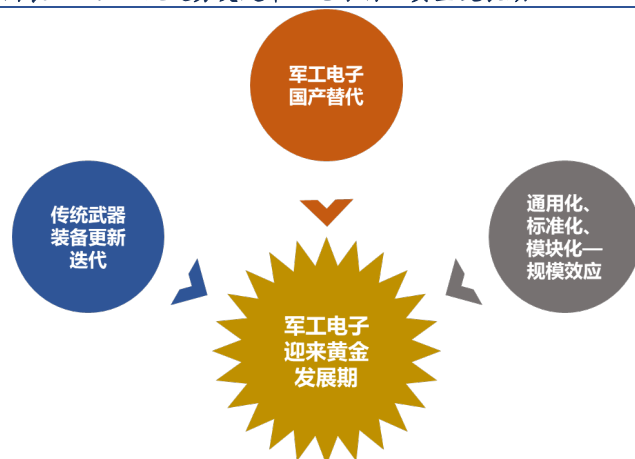 军工电子
国产替代
传统武器
装备更新
迭代
通用化、
标准化、
模块化—
规模效应
军工电子
迎来黄金
发展期